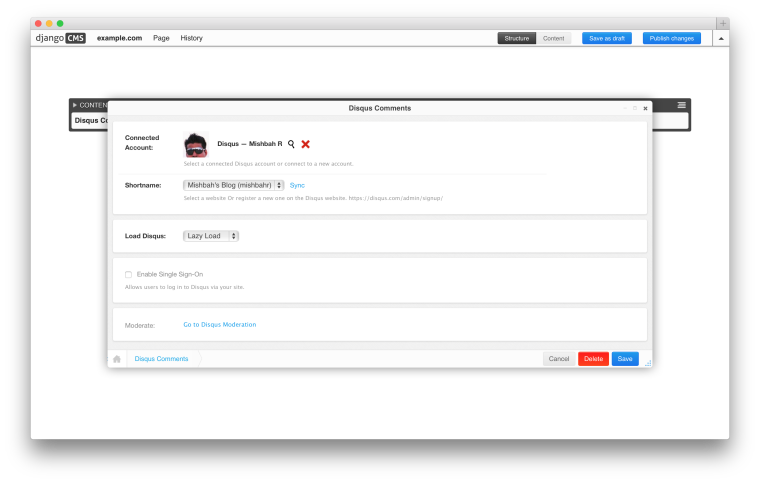 django CMS example.com Page History Structure Content Save as draft Publish changes
CONTEN
Disqus Comments
Disqus Co
Connected
Account:
Disqus — Mishbah R
Select a connected Disqus account or connect to a new account.
Shortname: Mishbah's Blog (mishbahr) Sync
Select a website Or register a new one on the Disqus website. https://disqus.com/admin/signup/
Load Disqus: Lazy Load
Enable Single Sign-On
Allows users to log in to Disqus via your site.
Moderate: Go to Disqus Moderation
Disqus Comments Cancel Delete Save